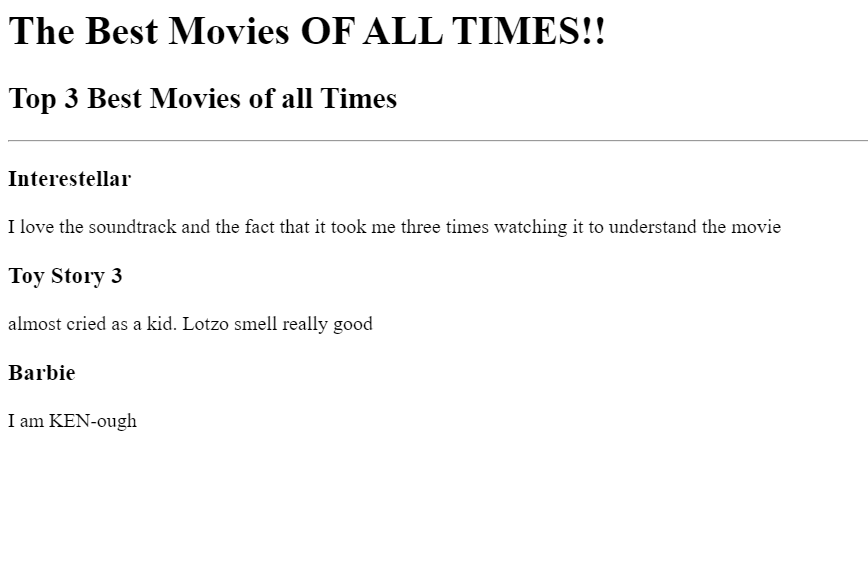 The Best Movies OF ALL TIMES!!
Top 3 Best Movies of all Times
Interestellar
I love the soundtrack and the fact that it took me three times watching it to understand the movie
Toy Story 3
almost cried as a kid. Lotzo smell really good
Barbie
I am KEN-ough